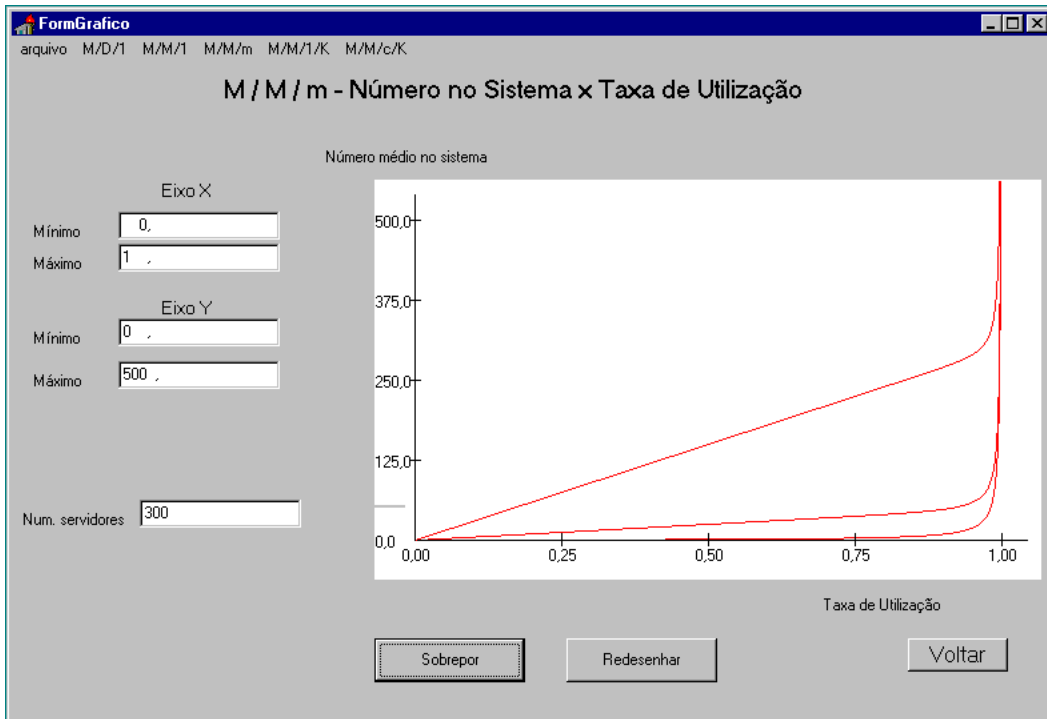 FormGrafico
arquivo M/D/1 M/M/1 M/M/m M/M/1/K M/M/c/K
M / M / m - Número no Sistema x Taxa de Utilização
Número médio no sistema
Eixo X
Mínimo 0,
Máximo 1 ,
Eixo Y
Mínimo 0 ,
Máximo 500 ,
Num. servidores 300
500,0
375,0
250,0
125,0
0,0
0,00 0,25 0,50 0,75 1,00
Taxa de Utilização
Sobrepor Redesenhar Voltar